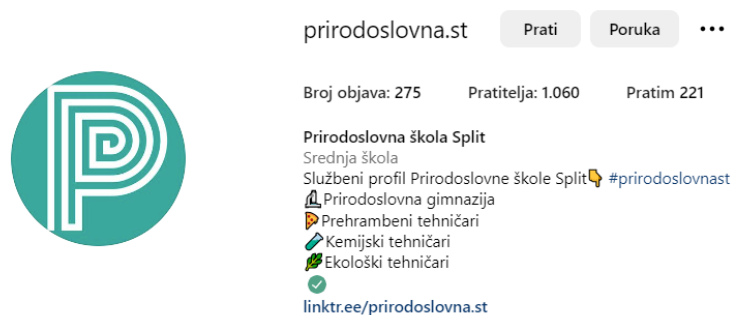 prirodoslovna.st Prati Poruka
Broj objava: 275 Pratitelja: 1.060 Pratim 221
Prirodoslovna škola Split
Srednja škola
Službeni profil Prirodoslovne škole Split👇 #prirodoslovnast
🔬Prirodoslovna gimnazija
🍕Prehrambeni tehničari
🧪Kemijski tehničari
🌿Ekološki tehničari
linktr.ee/prirodoslovna.st